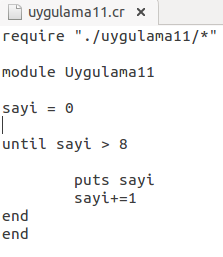 uygulama11.cr ×
require "./uygulama11/*"
module Uygulama11
sayi = 0
until sayi > 8
puts sayi
sayi+=1
end
end